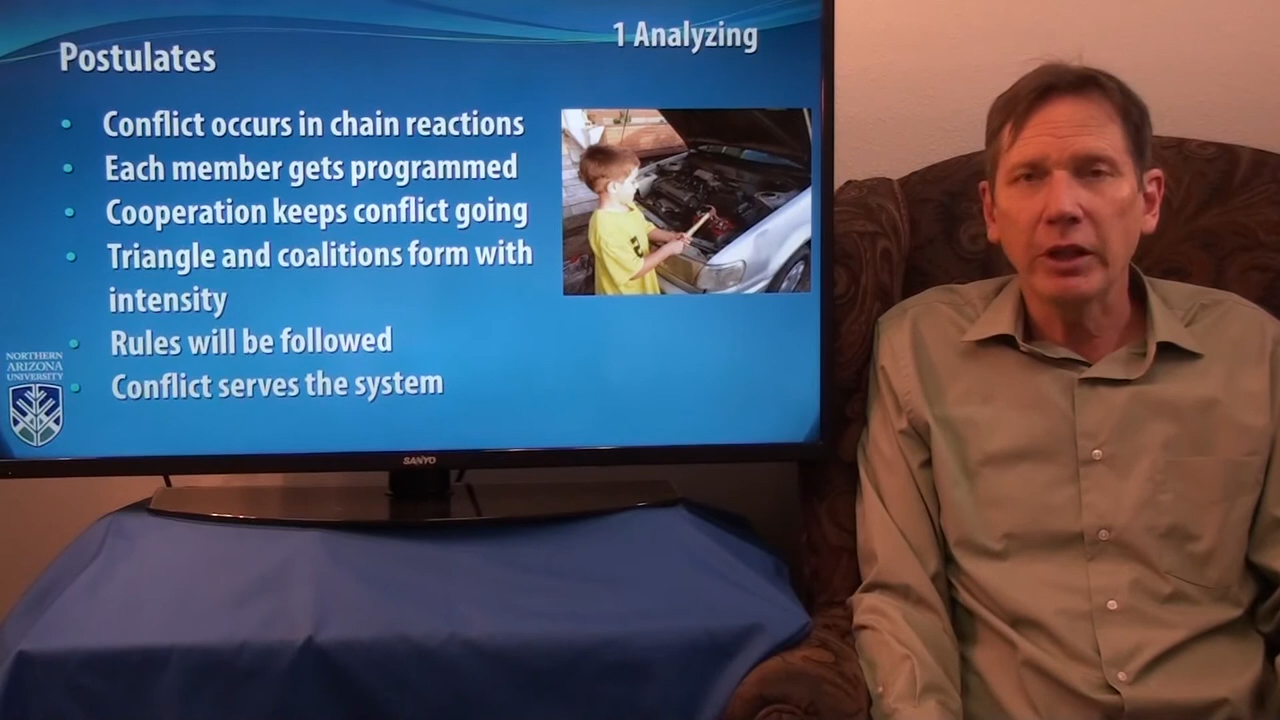 1 Analyzing
Postulates
• Conflict occurs in chain reactions
• Each member gets programmed
• Cooperation keeps conflict going
• Triangle and coalitions form with
intensity
• Rules will be followed
• Conflict serves the system
NORTHERN
ARIZONA
UNIVERSITY
SANYO